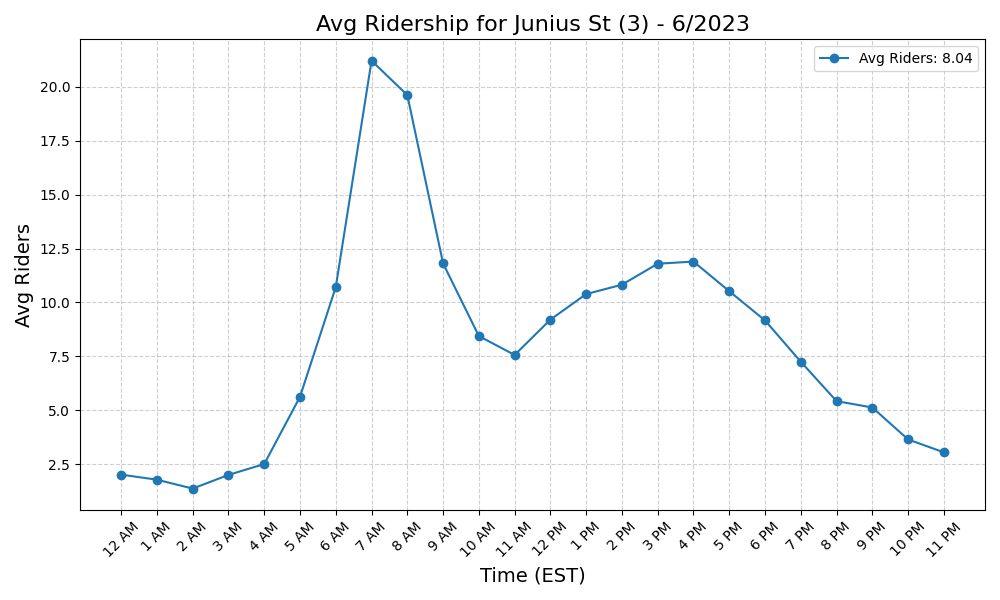 Avg Ridership for Junius St (3) - 6/2023
Avg Riders: 8.04
Avg Riders
20.0
17.5
15.0
12.5
10.0
7.5
5.0
2.5
12 AM
1 AM
2 AM
3 AM
4 AM
5 AM
6 AM
7 AM
8 AM
9 AM
10 AM
11 AM
12 PM
1 PM
2 PM
3 PM
4 PM
5 PM
6 PM
7 PM
8 PM
9 PM
10 PM
11 PM
Time (EST)